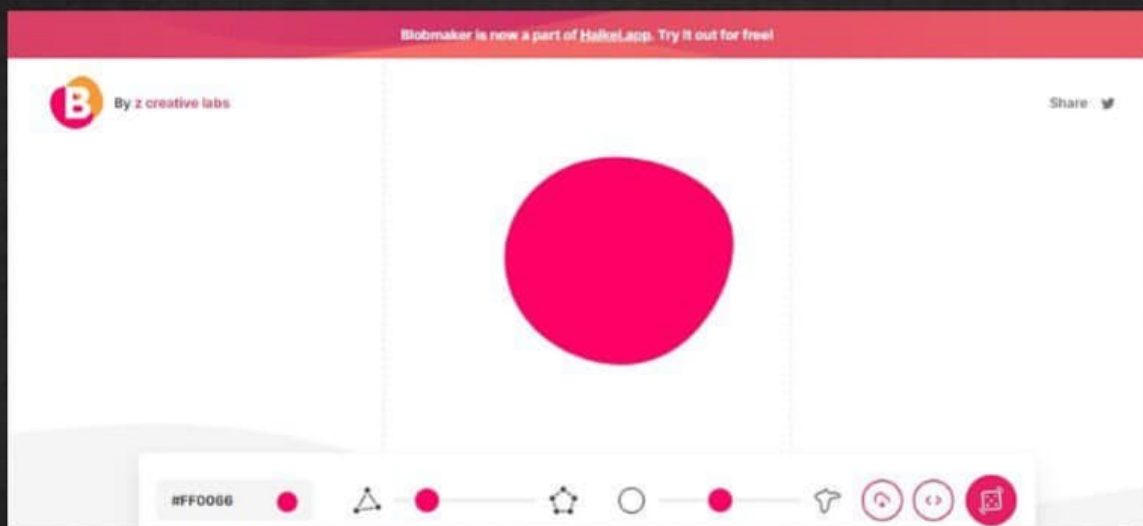 Blobmaker is now a part of Haikei.app. Try it out for free!
B
By z creative labs
Share
#FF0066